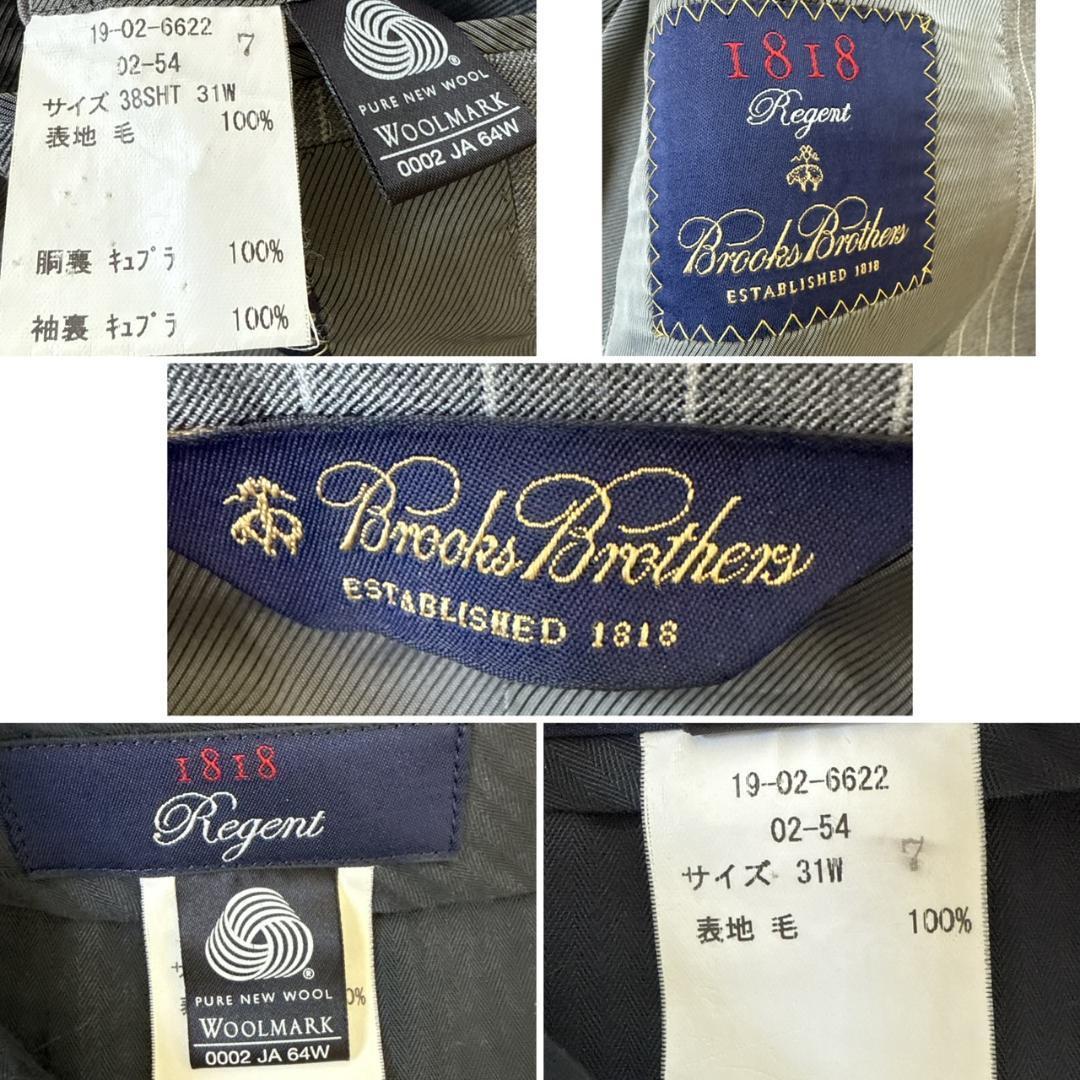 19-02-6622
7
02-54
サイズ 38SHT 31W
表地 毛 100%
胴裏 キュプラ 100%
袖裏 キュプラ 100%
PURE NEW WOOL
WOOLMARK
0002 JA 64W
1818
Regent
Brooks Brothers
ESTABLISHED 1818
Brooks Brothers
ESTABLISHED 1818
1818
Regent
®
PURE NEW WOOL
WOOLMARK
0002 JA 64W
19-02-6622
02-54
7
サイズ 31W
表地 毛 100%